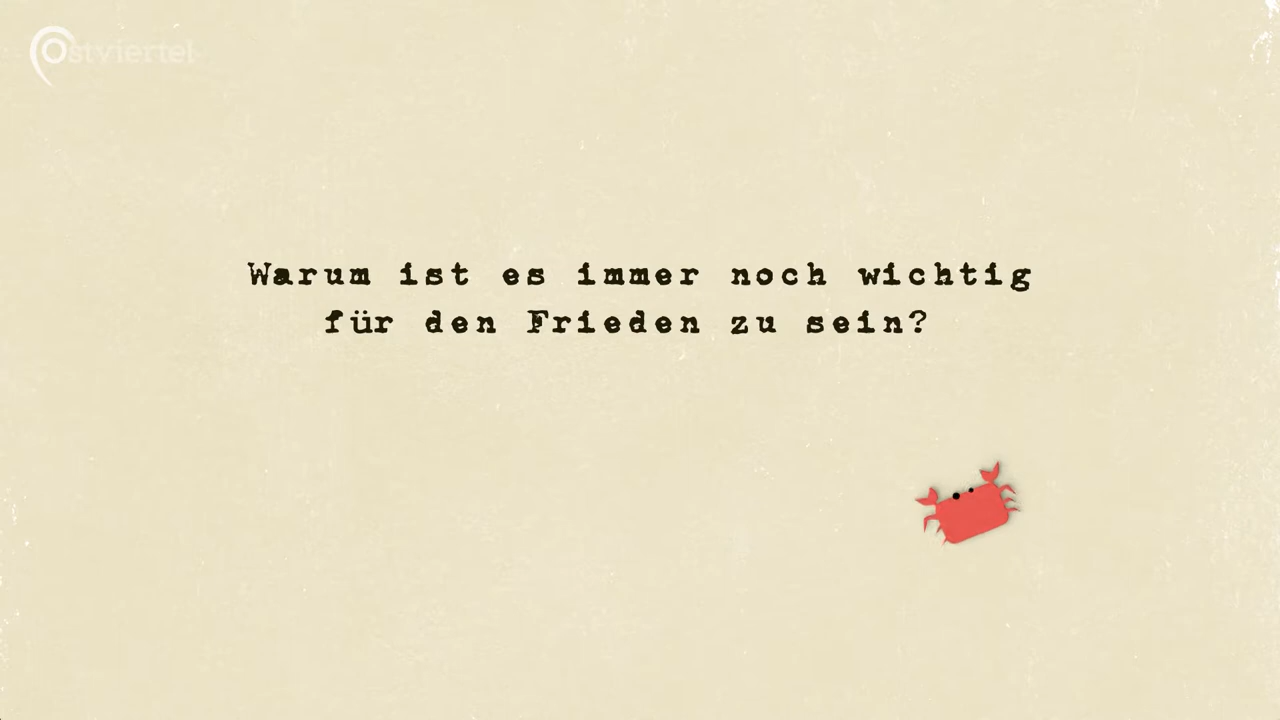 Ostviertel
Warum ist es immer noch wichtig
für den Frieden zu sein?